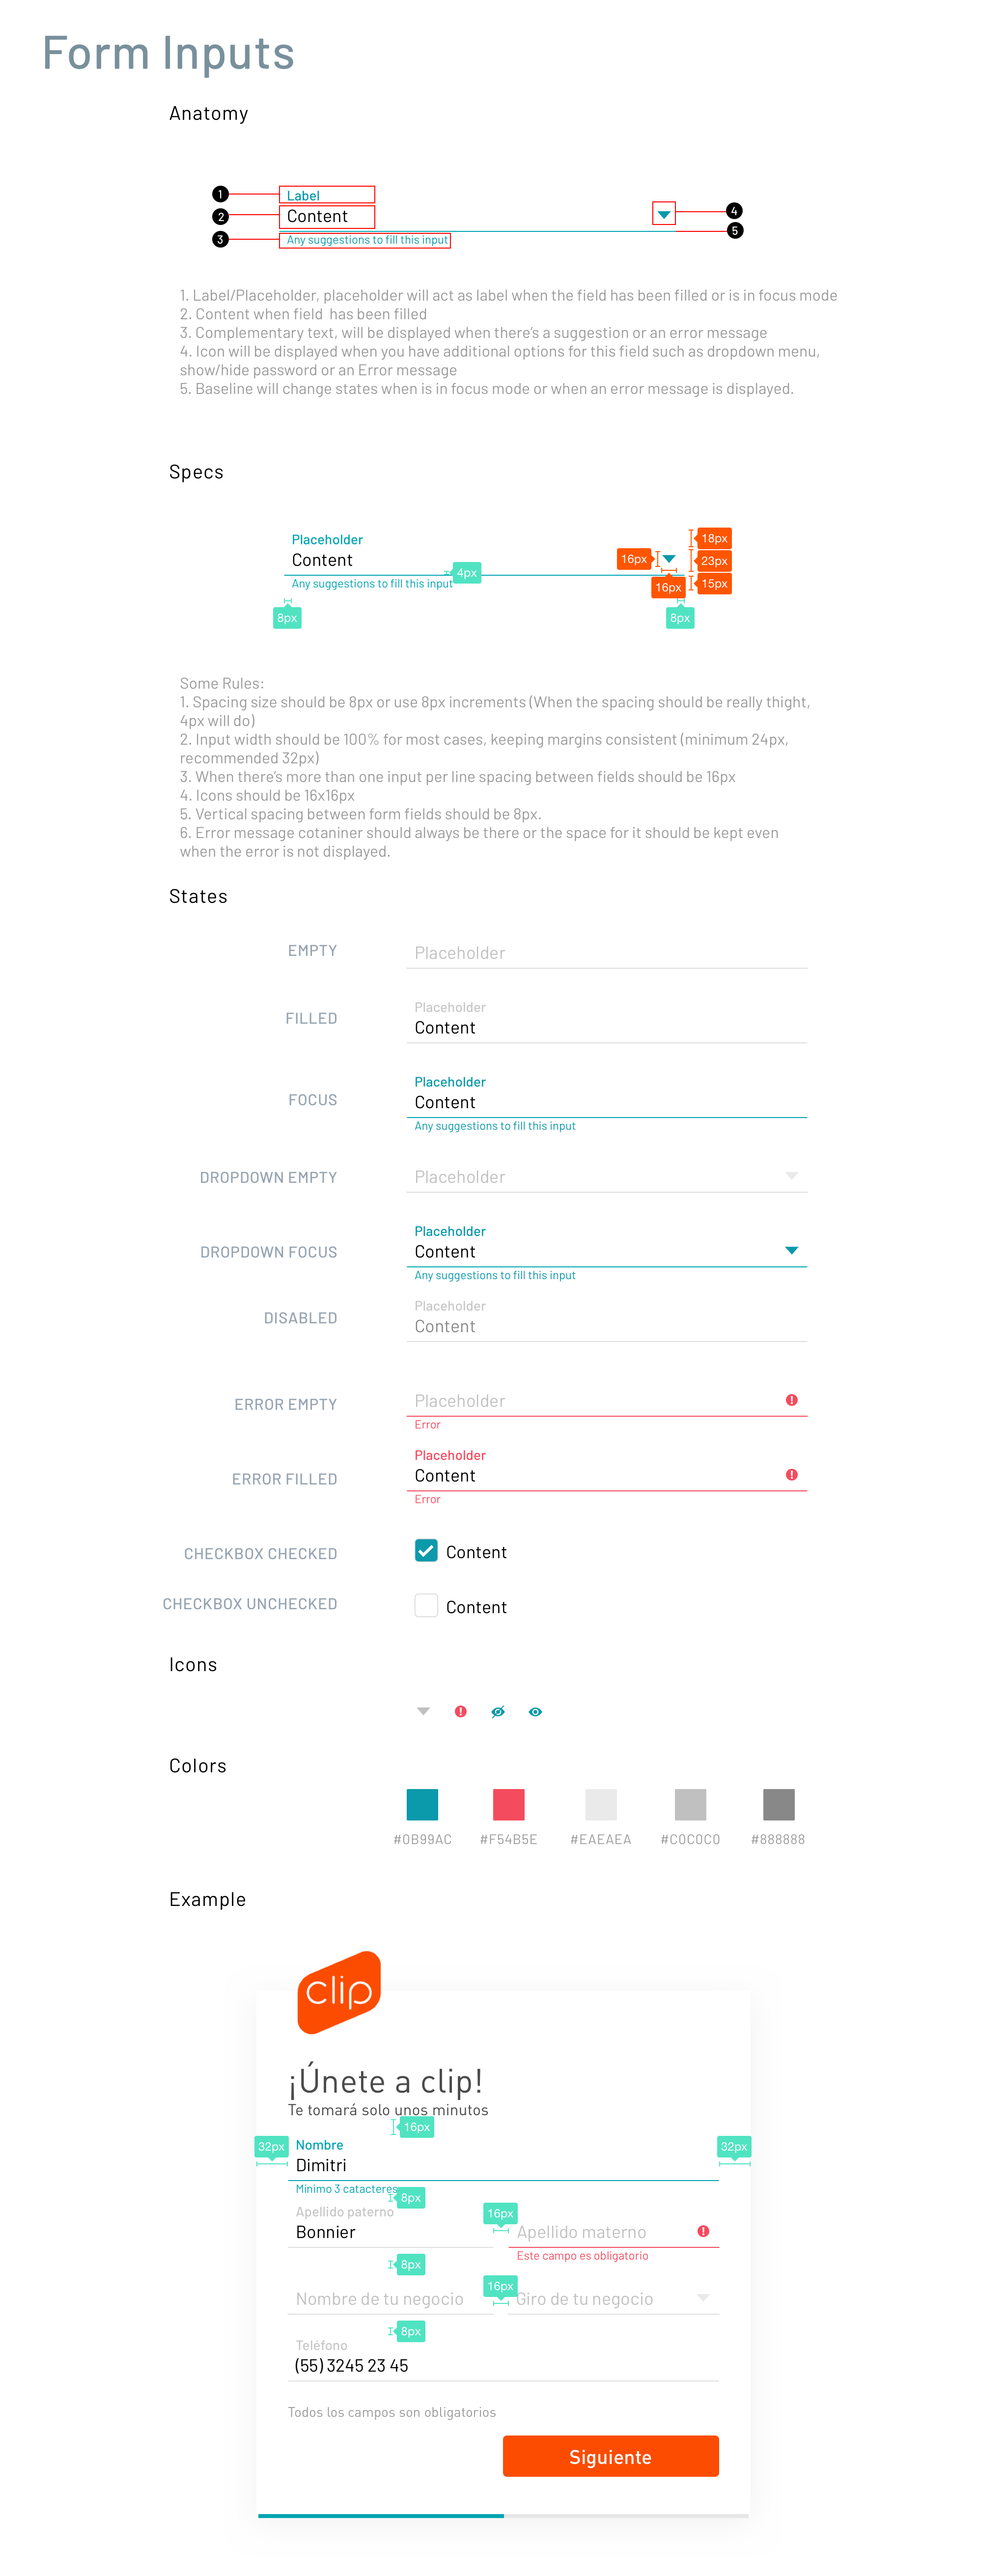 Form Inputs
Anatomy
1
Label
2
Content
4
5
3
Any suggestions to fill this input
1. Label/Placeholder, placeholder will act as label when the field has been filled or is in focus mode
2. Content when field  has been filled
3. Complementary text, will be displayed when there's a suggestion or an error message
4. Icon will be displayed when you have additional options for this field such as dropdown menu,
show/hide password or an Error message
5. Baseline will change states when is in focus mode or when an error message is displayed.
Specs
Placeholder
18px
Content
16px
23px
4px
Any suggestions to fill this input
16px
15px
8px
8px
Some Rules:
1. Spacing size should be 8px or use 8px increments (When the spacing should be really thight,
4px will do)
2. Input width should be 100% for most cases, keeping margins consistent (minimum 24px,
recommended 32px)
3. When there's more than one input per line spacing between fields should be 16px
4. Icons should be 16x16px
5. Vertical spacing between form fields should be 8px.
6. Error message cotaniner should always be there or the space for it should be kept even
when the error is not displayed.
States
EMPTY
Placeholder
FILLED
Placeholder
Content
FOCUS
Placeholder
Content
Any suggestions to fill this input
DROPDOWN EMPTY
Placeholder
DROPDOWN FOCUS
Placeholder
Content
Any suggestions to fill this input
DISABLED
Placeholder
Content
ERROR EMPTY
Placeholder
Error
ERROR FILLED
Placeholder
Content
Error
CHECKBOX CHECKED
Content
CHECKBOX UNCHECKED
Content
Icons
Colors
#0B99AC #F54B5E #EAEAEA #C0C0C0 #888888
Example
clip
¡Únete a clip!
Te tomará solo unos minutos
16px
32px
Nombre
32px
Dimitri
Mínimo 3 catacteres
8px
Apellido paterno
16px
Bonnier
Apellido materno
Este campo es obligatorio
8px
16px
Nombre de tu negocio
Giro de tu negocio
8px
Teléfono
(55) 3245 23 45
Todos los campos son obligatorios
Siguiente